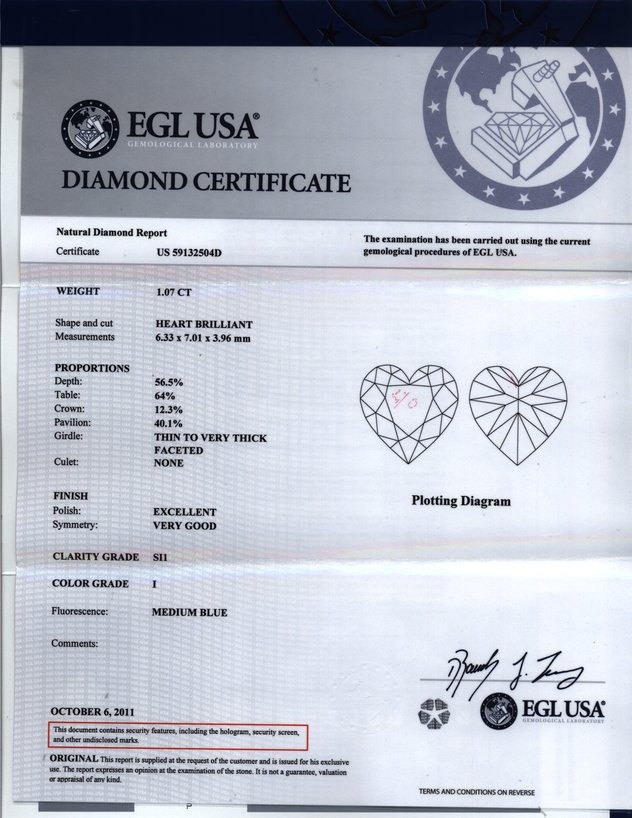 EGL USA®
GEMOLOGICAL LABORATORY
DIAMOND CERTIFICATE
Natural Diamond Report
Certificate US 59132504D
The examination has been carried out using the current
gemological procedures of EGL USA.
WEIGHT 1.07 CT
Shape and cut HEART BRILLIANT
Measurements 6.33 x 7.01 x 3.96 mm
PROPORTIONS
Depth: 56.5%
Table: 64%
Crown: 12.3%
Pavilion: 40.1%
Girdle: THIN TO VERY THICK
FACETED
Culet: NONE
Plotting Diagram
FINISH
Polish: EXCELLENT
Symmetry: VERY GOOD
CLARITY GRADE SI1
COLOR GRADE I
Fluorescence: MEDIUM BLUE
Comments:
EGL USA®
GEMOLOGICAL LABORATORY
OCTOBER 6, 2011
This document contains security features, including the hologram, security screen,
and other undisclosed marks.
ORIGINAL This report is supplied at the request of the customer and is issued for his exclusive
use. The report expresses an opinion at the examination of the stone. It is not a guarantee, valuation
or appraisal of any kind.
TERMS AND CONDITIONS ON REVERSE